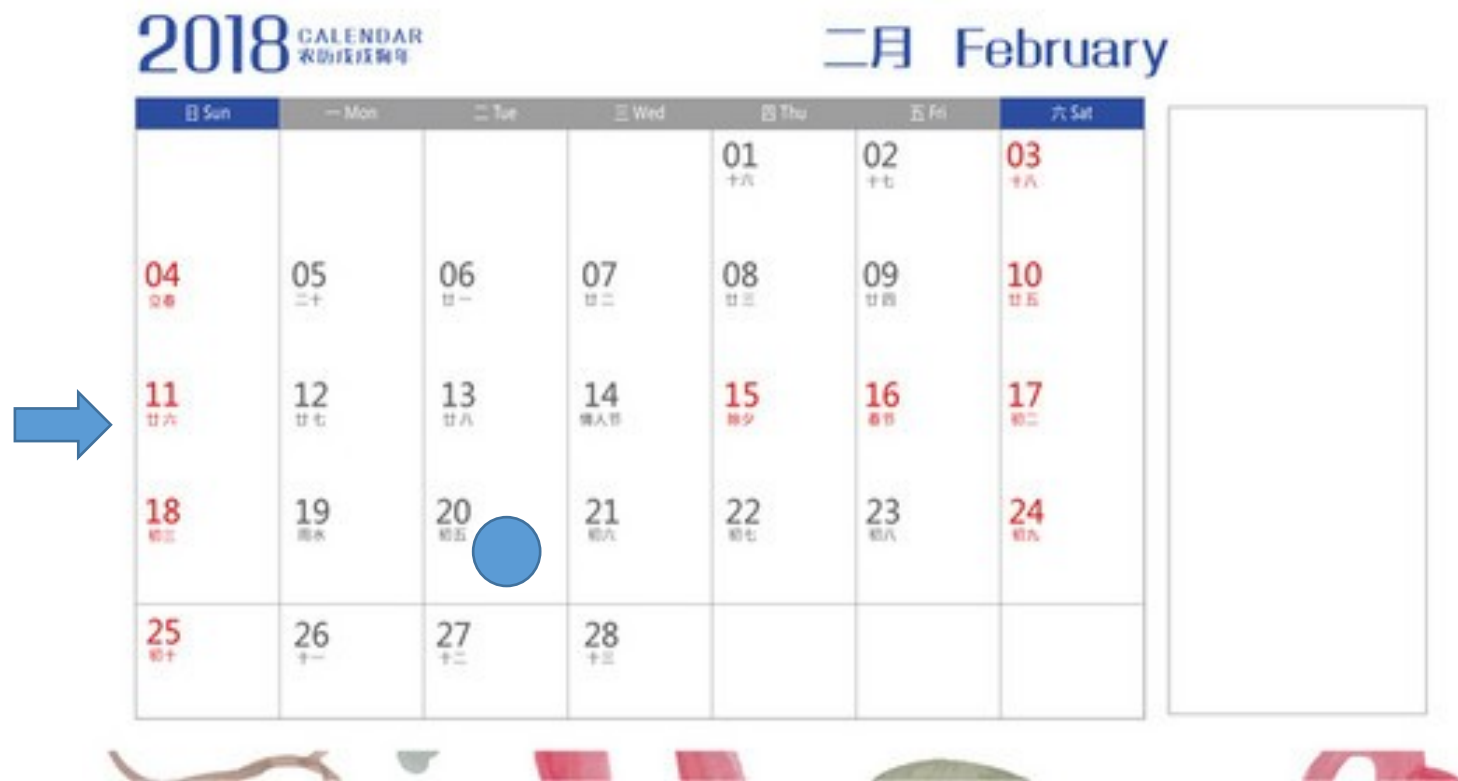 2018 CALENDAR
农历戊戌狗年
二月 February
日 Sun 一 Mon 二 Tue 三 Wed 四 Thu 五 Fri 六 Sat
01 02 03
十六 十七 十八
04 05 06 07 08 09 10
立春 二十 廿一 廿二 廿三 廿四 廿五
11 12 13 14 15 16 17
廿六 廿七 廿八 情人节 除夕 春节 初二
18 19 20 21 22 23 24
初三 雨水 初五 初六 初七 初八 初九
25 26 27 28
初十 十一 十二 十三